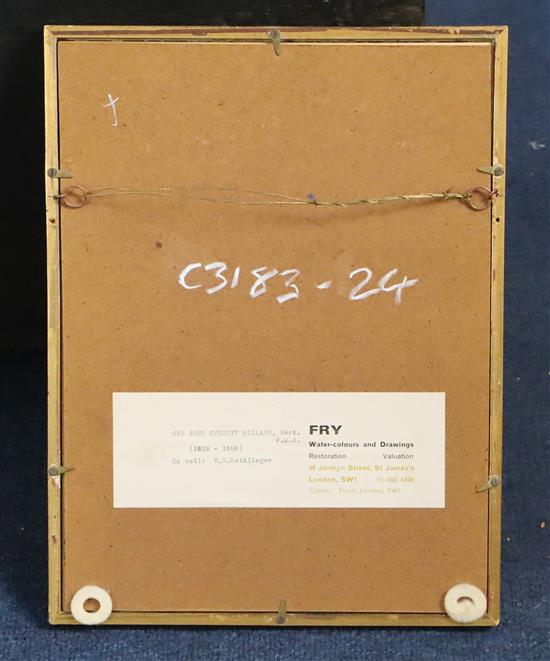 C3183-24
SIR JOHN EVERETT MILLAIS, Bart.
P.R.A.
(1829 - 1896)
Ex coll: H.S.Reitlinger
FRY
Water-colours and Drawings
Restoration Valuation
58 Jermyn Street, St James's
London, SW1 01-493 4496
Cables: Fryart, London, SW1